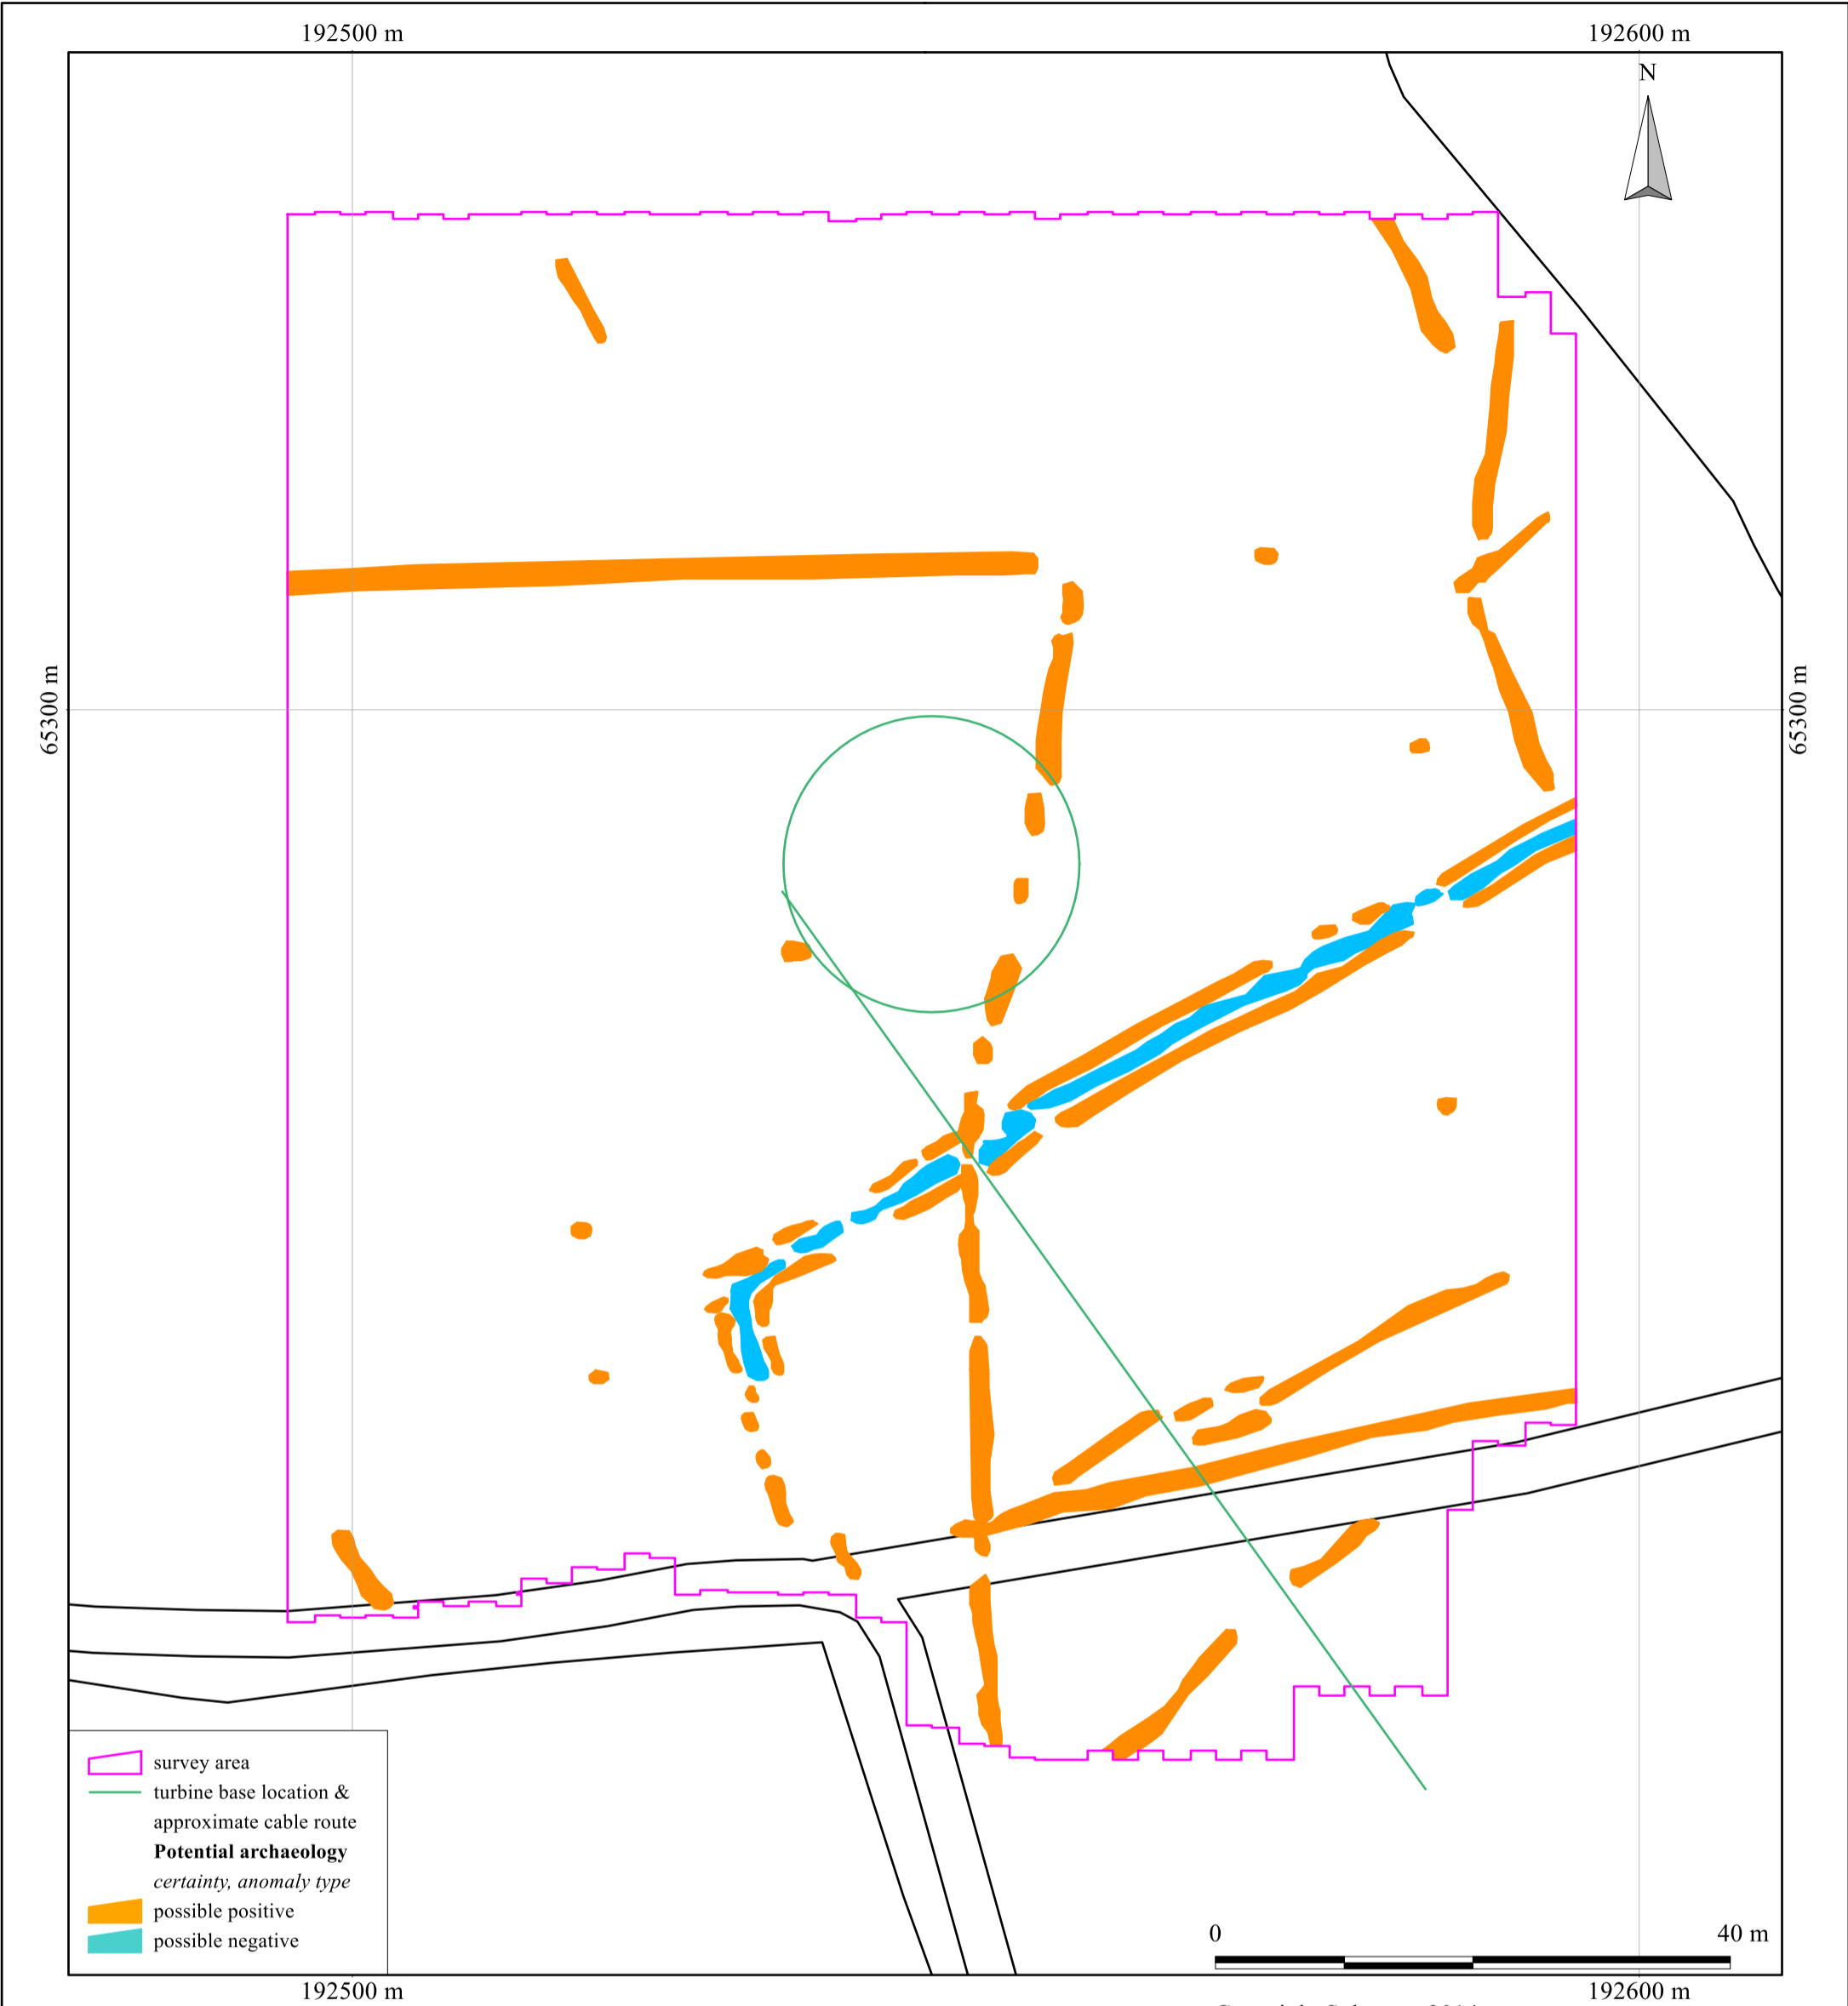 192500 m
192600 m
N
65300 m
65300 m
survey area
turbine base location &
approximate cable route
Potential archaeology
certainty, anomaly type
possible positive
possible negative
0
40 m
192500 m
192600 m